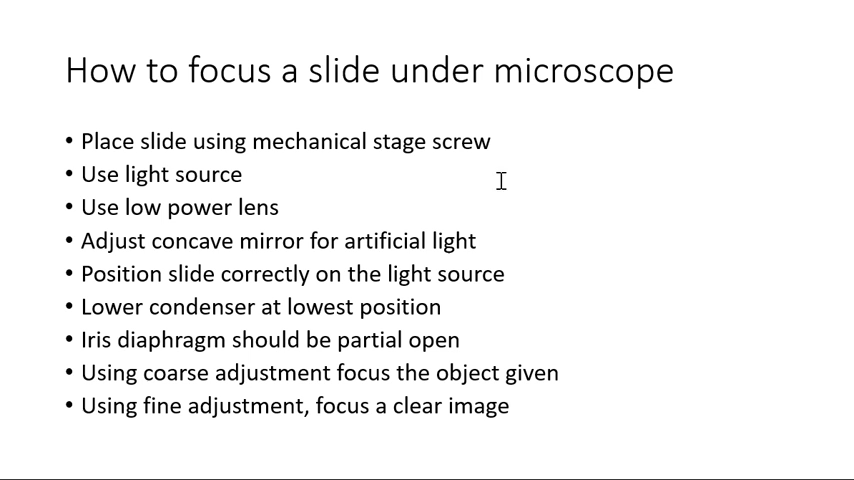 How to focus a slide under microscope
• Place slide using mechanical stage screw
• Use light source
• Use low power lens
• Adjust concave mirror for artificial light
• Position slide correctly on the light source
• Lower condenser at lowest position
• Iris diaphragm should be partial open
• Using coarse adjustment focus the object given
• Using fine adjustment, focus a clear image